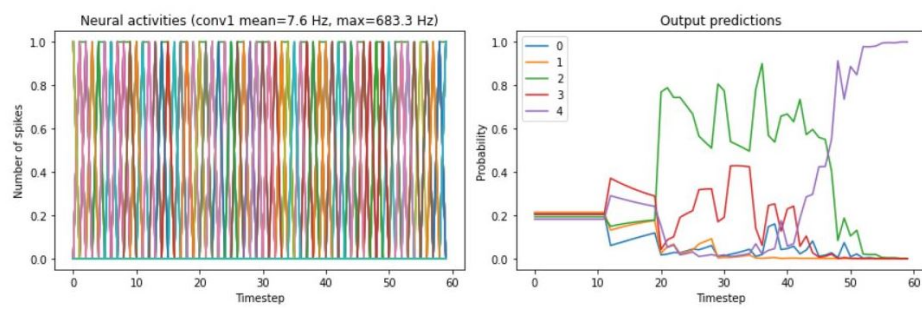 Neural activities (conv1 mean=7.6 Hz, max=683.3 Hz)
Number of spikes
1.0
0.8
0.6
0.4
0.2
0.0
0 10 20 30 40 50 60
Timestep
Output predictions
Probability
1.0
0.8
0.6
0.4
0.2
0.0
0
1
2
3
4
0 10 20 30 40 50 60
Timestep